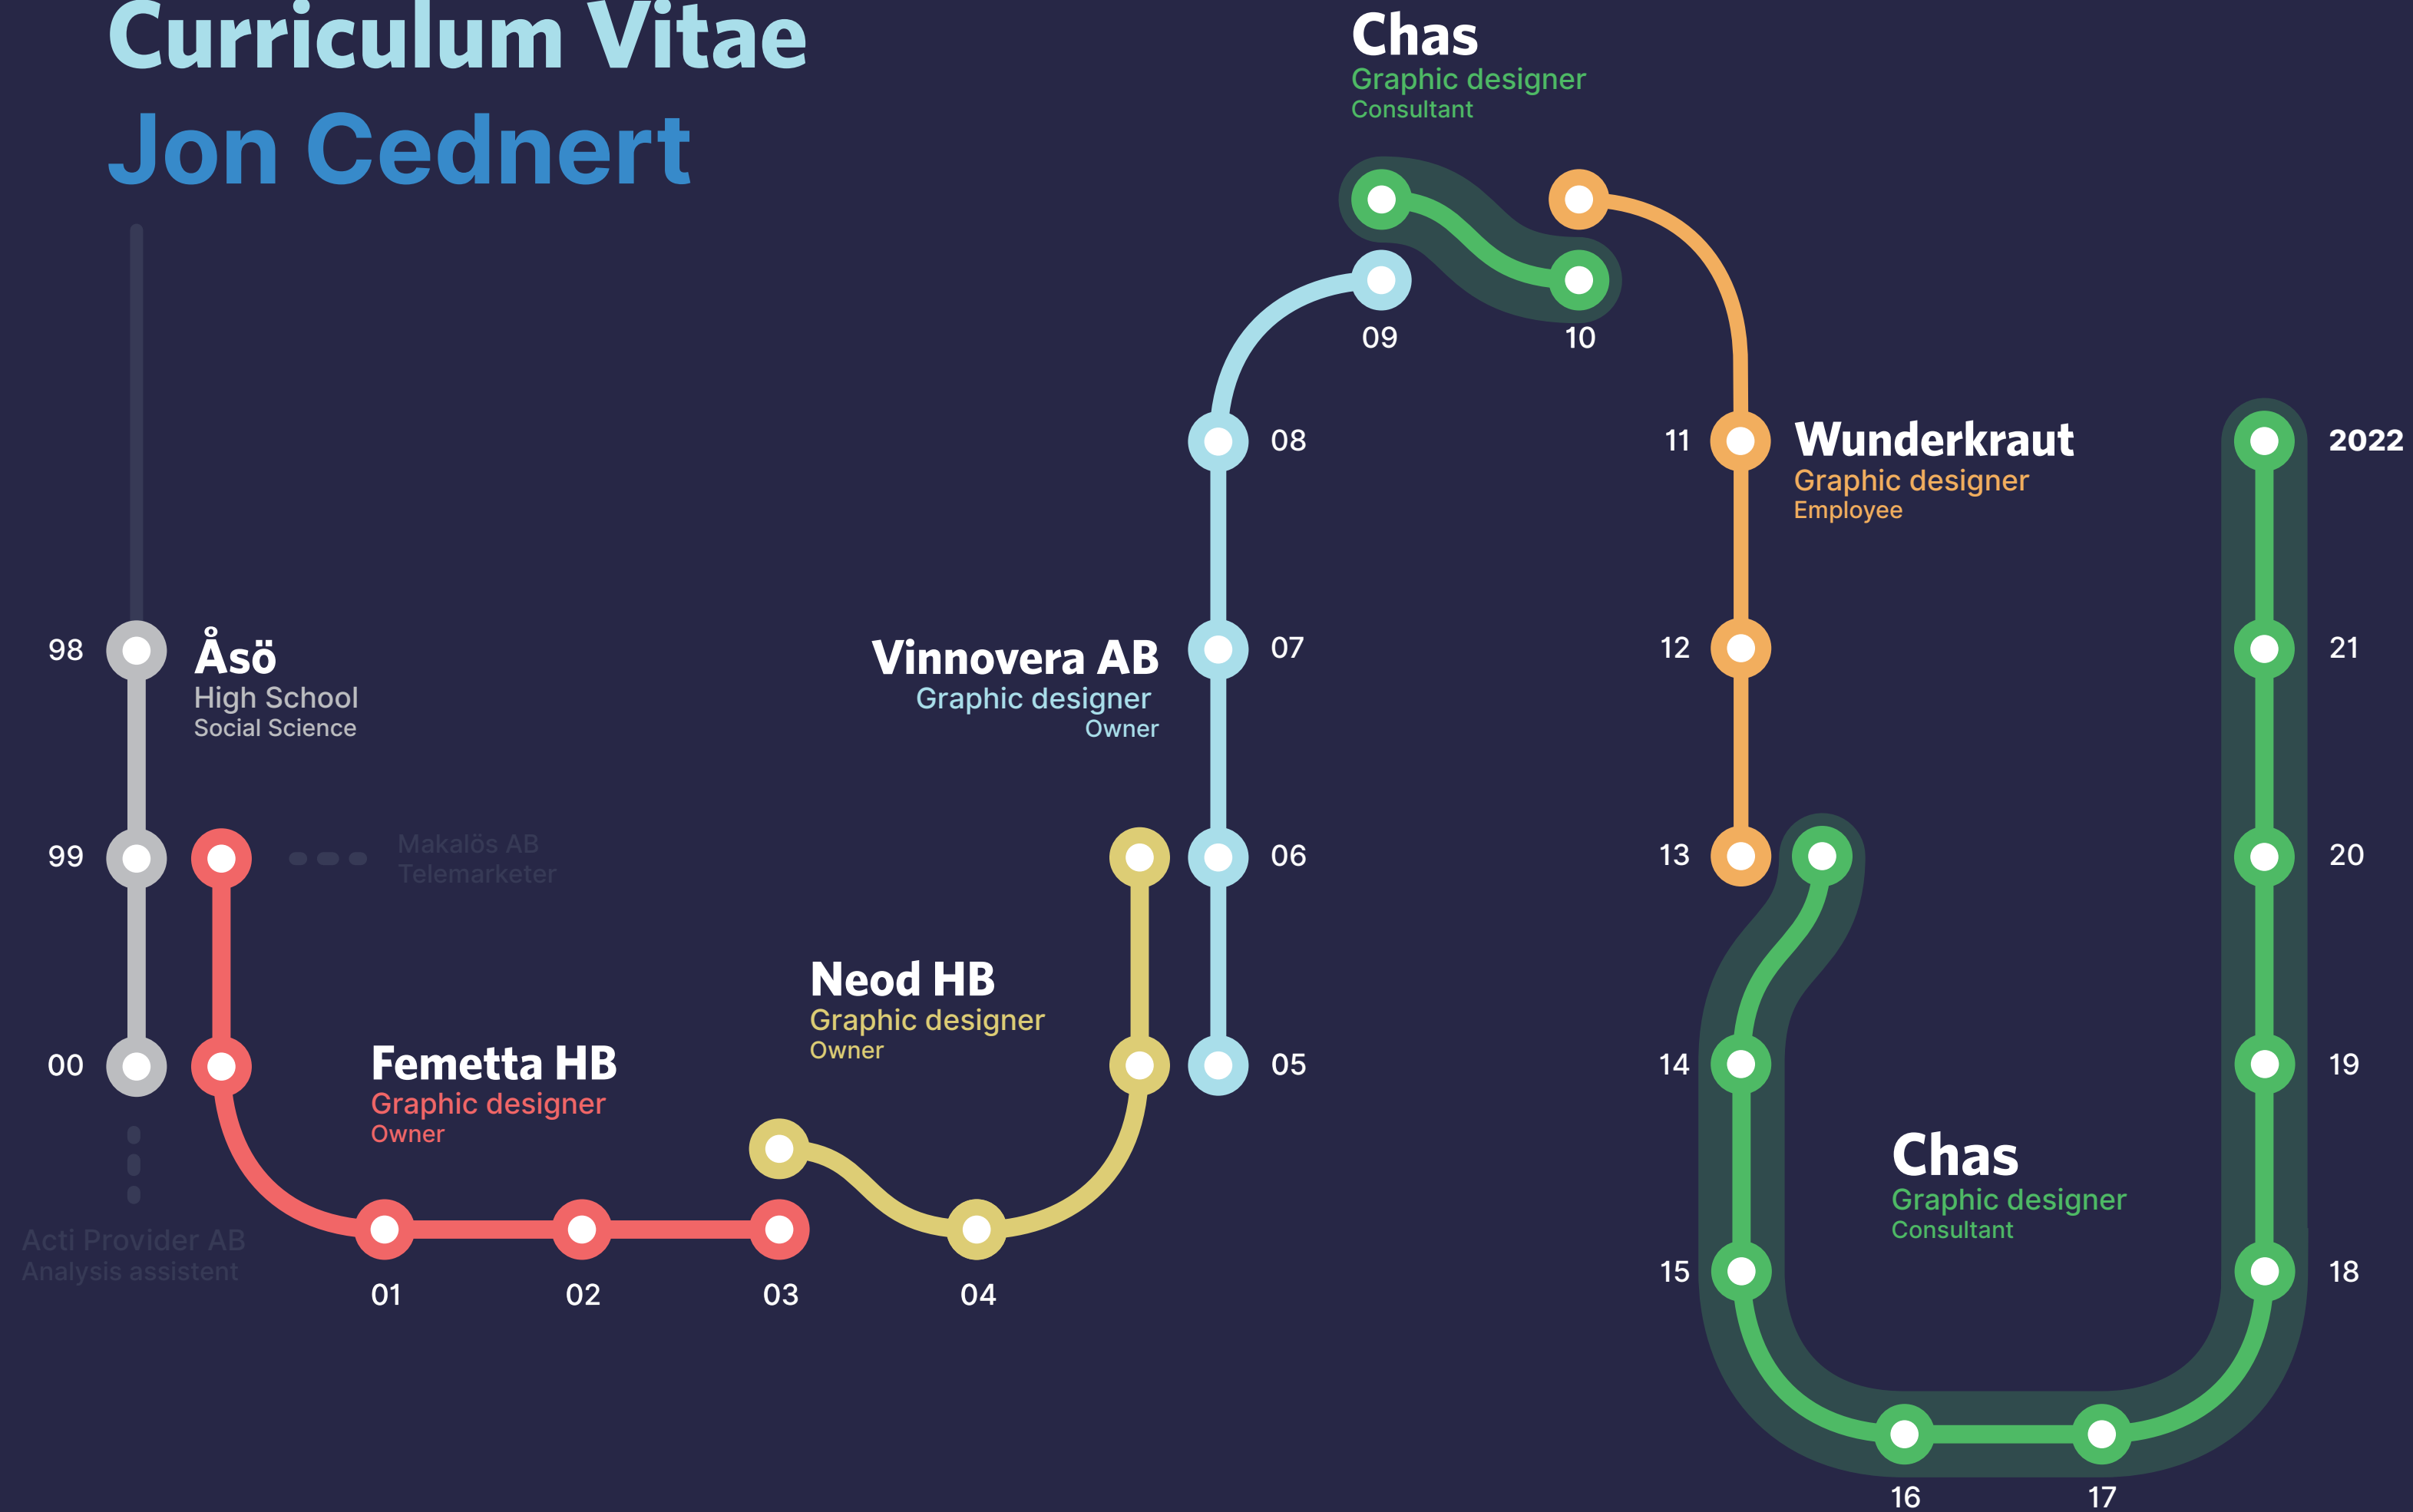 Curriculum Vitae
Jon Cednert
98
Åsö
High School
Social Science
99
Makalös AB
Telemarketer
00
Acti Provider AB
Analysis assistent
Femetta HB
Graphic designer
Owner
01
02
03
04
Neod HB
Graphic designer
Owner
05
06
Vinnovera AB
Graphic designer
Owner
07
08
Chas
Graphic designer
Consultant
09
10
11
Wunderkraut
Graphic designer
Employee
12
13
14
15
Chas
Graphic designer
Consultant
16
17
18
19
20
21
2022